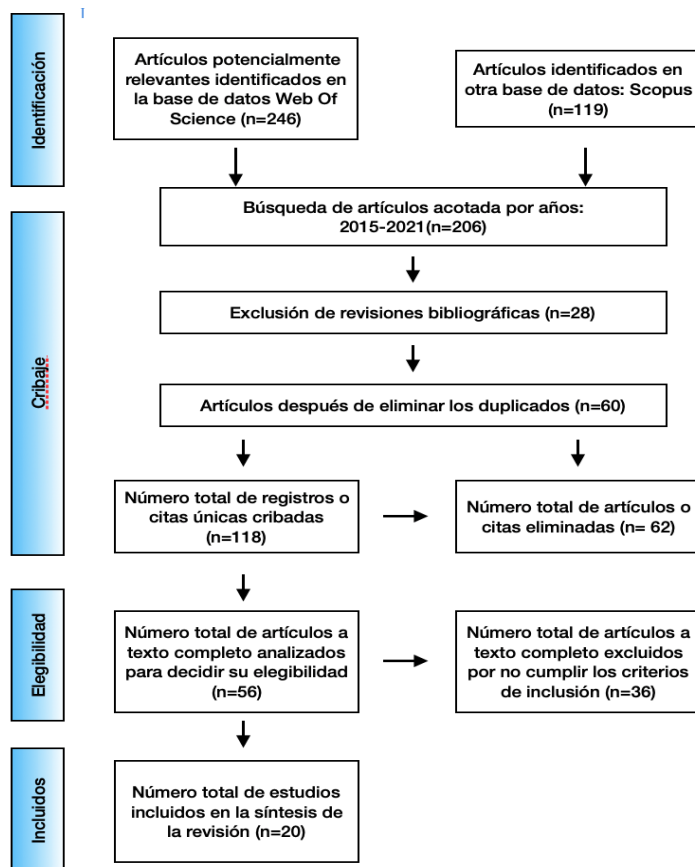 Identificación
Artículos potencialmente
relevantes identificados en
la base de datos Web Of
Science (n=246)
Artículos identificados en
otra base de datos: Scopus
(n=119)
Cribaje
Búsqueda de artículos acotada por años:
2015-2021(n=206)
Exclusión de revisiones bibliográficas (n=28)
Artículos después de eliminar los duplicados (n=60)
Número total de registros o
citas únicas cribadas
(n=118)
Número total de artículos o
citas eliminadas (n= 62)
Elegibilidad
Número total de artículos a
texto completo analizados
para decidir su elegibilidad
(n=56)
Número total de artículos a
texto completo excluidos
por no cumplir los criterios
de inclusión (n=36)
Incluidos
Número total de estudios
incluidos en la síntesis de
la revisión (n=20)